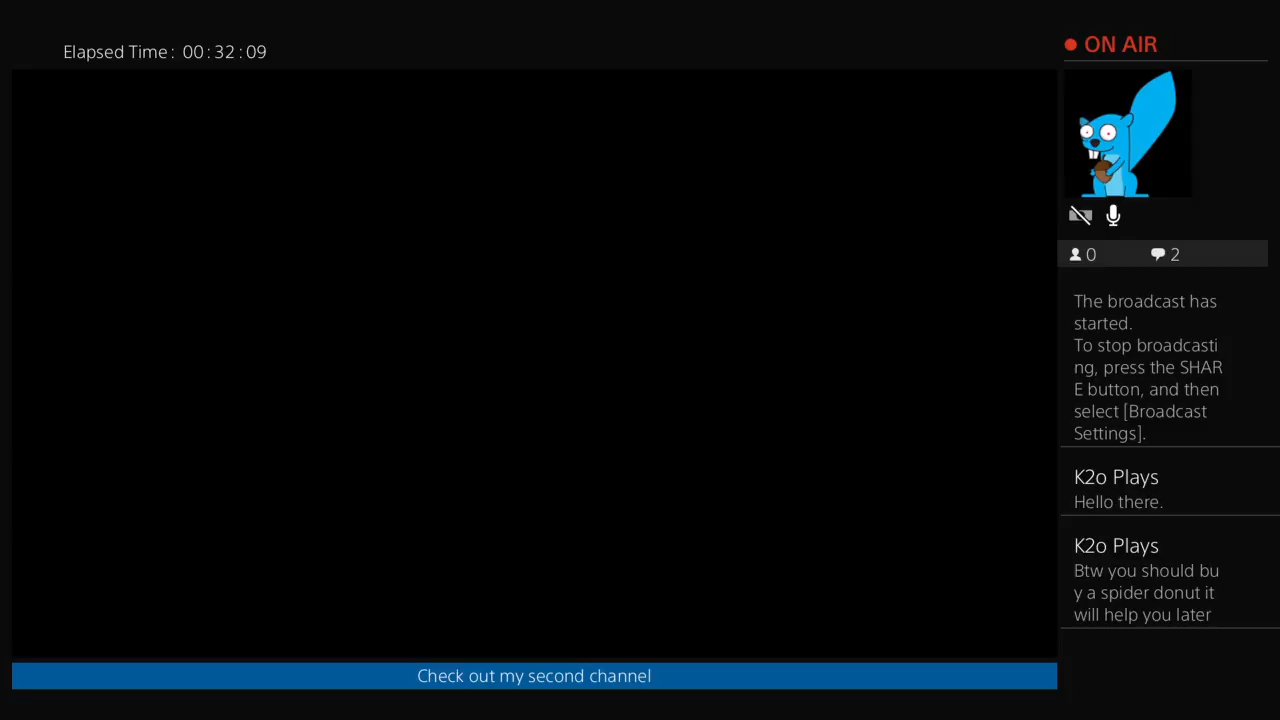 Elapsed Time: 00:32:09
ON AIR
0
2
The broadcast has
started.
To stop broadcasti
ng, press the SHAR
E button, and then
select [Broadcast
Settings].
K2o Plays
Hello there.
K2o Plays
Btw you should bu
y a spider donut it
will help you later
Check out my second channel